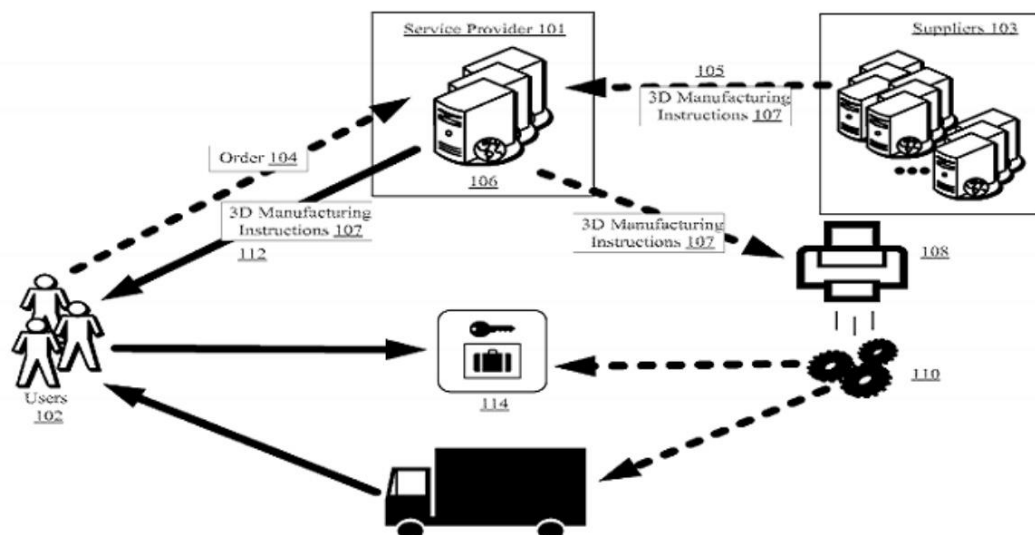 Service Provider 101
Suppliers 103
105
3D Manufacturing
Instructions 107
Order 104
106
3D Manufacturing
Instructions 107
112
3D Manufacturing
Instructions 107
108
Users
102
114
110